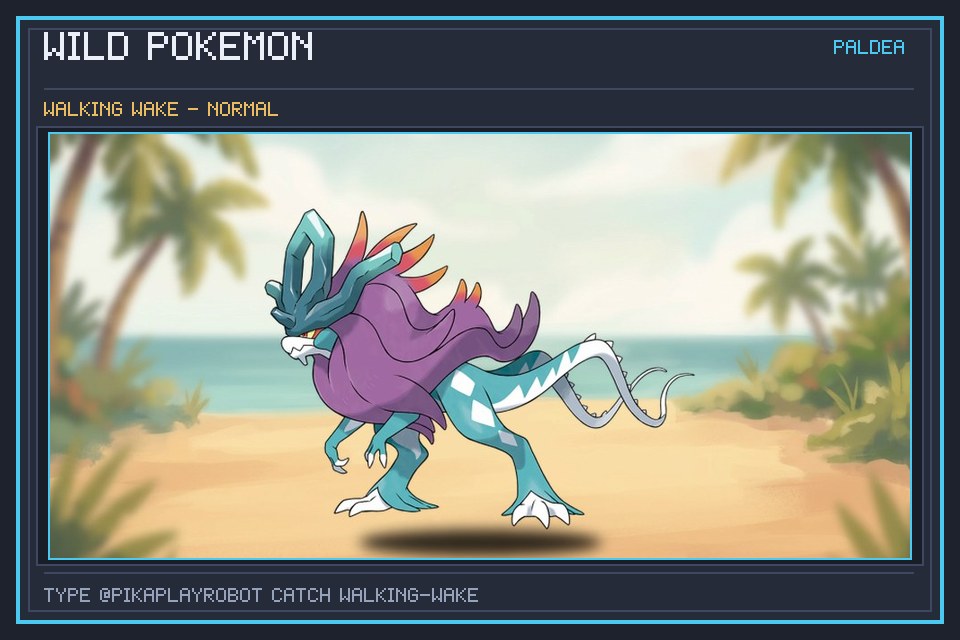 WILD POKEMON
PALDEA
WALKING WAKE - NORMAL
TYPE @PIKAPLAYROBOT CATCH WALKING-WAKE